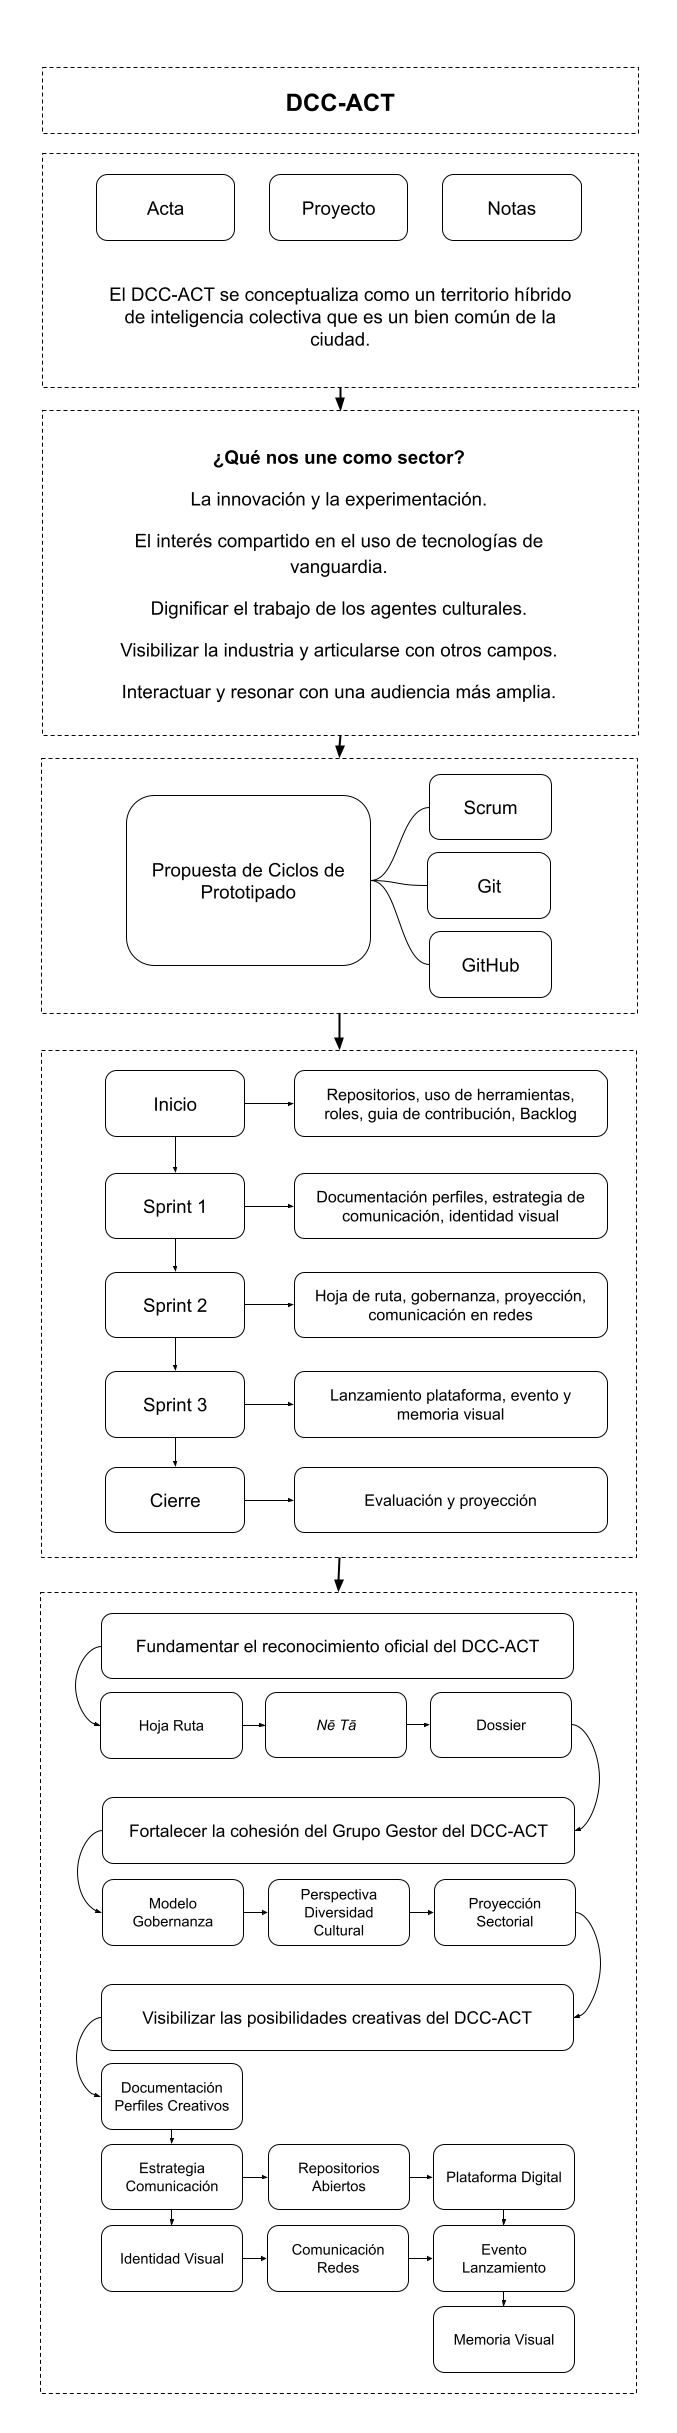 DCC-ACT
Acta
Proyecto
Notas
El DCC-ACT se conceptualiza como un territorio híbrido
de inteligencia colectiva que es un bien común de la
ciudad.
¿Qué nos une como sector?
La innovación y la experimentación.
El interés compartido en el uso de tecnologías de
vanguardia.
Dignificar el trabajo de los agentes culturales.
Visibilizar la industria y articularse con otros campos.
Interactuar y resonar con una audiencia más amplia.
Propuesta de Ciclos de
Prototipado
Scrum
Git
GitHub
Inicio
Repositorios, uso de herramientas,
roles, guia de contribución, Backlog
Sprint 1
Documentación perfiles, estrategia de
comunicación, identidad visual
Sprint 2
Hoja de ruta, gobernanza, proyección,
comunicación en redes
Sprint 3
Lanzamiento plataforma, evento y
memoria visual
Cierre
Evaluación y proyección
Fundamentar el reconocimiento oficial del DCC-ACT
Hoja Ruta
Nē Tā
Dossier
Fortalecer la cohesión del Grupo Gestor del DCC-ACT
Modelo
Gobernanza
Perspectiva
Diversidad
Cultural
Proyección
Sectorial
Visibilizar las posibilidades creativas del DCC-ACT
Documentación
Perfiles Creativos
Estrategia
Comunicación
Repositorios
Abiertos
Plataforma Digital
Identidad Visual
Comunicación
Redes
Evento
Lanzamiento
Memoria Visual